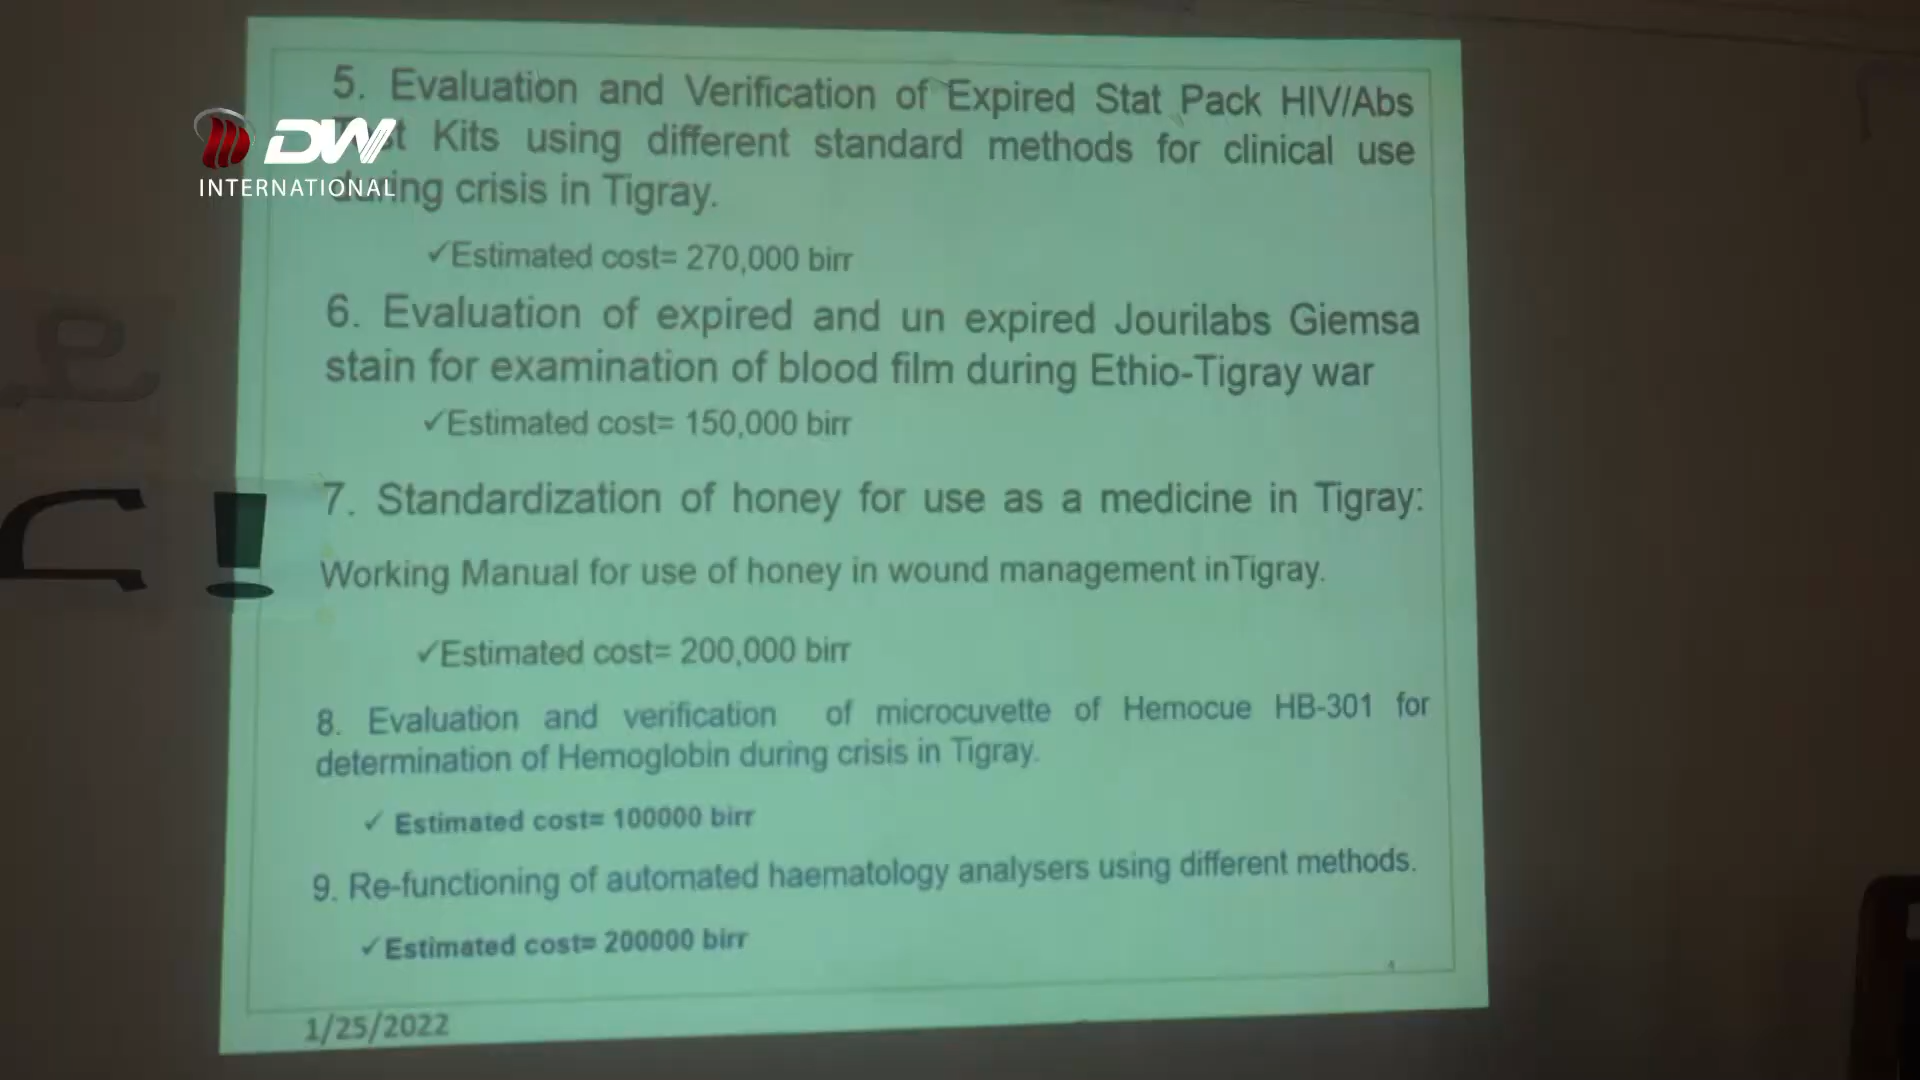 5. Evaluation and Verification of Expired Stat Pack HIV/Abs
Kits using different standard methods for clinical use
during crisis in Tigray.
✓Estimated cost= 270,000 birr
6. Evaluation of expired and un expired Jourilabs Giemsa
stain for examination of blood film during Ethio-Tigray war
✓Estimated cost= 150,000 birr
7. Standardization of honey for use as a medicine in Tigray:
Working Manual for use of honey in wound management inTigray.
✓Estimated cost= 200,000 birr
8. Evaluation and verification of microcuvette of Hemocue HB-301 for
determination of Hemoglobin during crisis in Tigray.
✓ Estimated cost= 100000 birr
9. Re-functioning of automated haematology analysers using different methods.
✓Estimated cost= 200000 birr
1/25/2022
DW
INTERNATIONAL